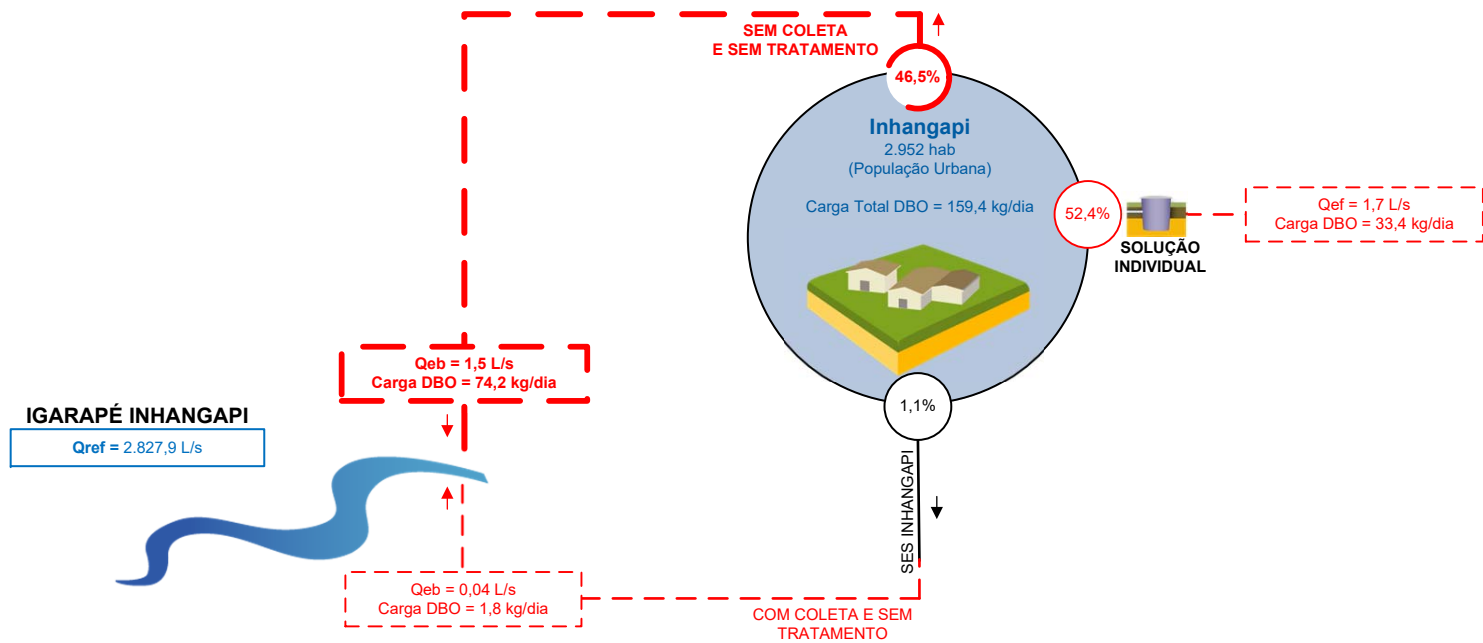 SEM COLETA
E SEM TRATAMENTO
46,5%
Inhangapi
2.952 hab
(População Urbana)
Carga Total DBO = 159,4 kg/dia
52,4%
SOLUÇÃO
INDIVIDUAL
Qef = 1,7 L/s
Carga DBO = 33,4 kg/dia
Qeb = 1,5 L/s
Carga DBO = 74,2 kg/dia
IGARAPÉ INHANGAPI
Qref = 2.827,9 L/s
1,1%
SES INHANGAPI
Qeb = 0,04 L/s
Carga DBO = 1,8 kg/dia
COM COLETA E SEM
TRATAMENTO